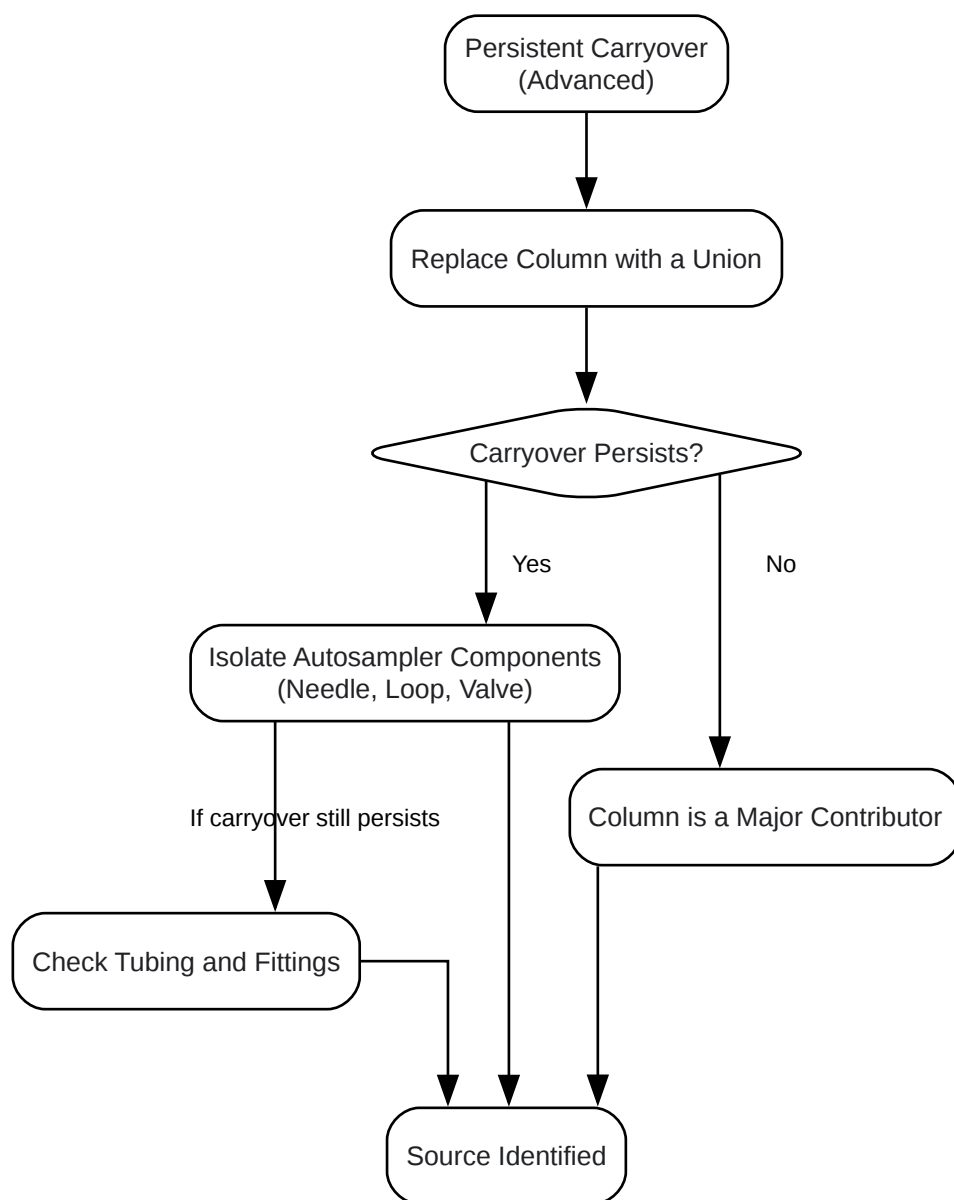 Persistent Carryover
(Advanced)
Replace Column with a Union
Carryover Persists?
Yes
No
Isolate Autosampler Components
(Needle, Loop, Valve)
If carryover still persists
Column is a Major Contributor
Check Tubing and Fittings
Source Identified